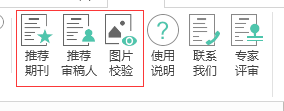 推荐 推荐 图片 使用 联系 专家
期刊 审稿人 校验 说明 我们 评审